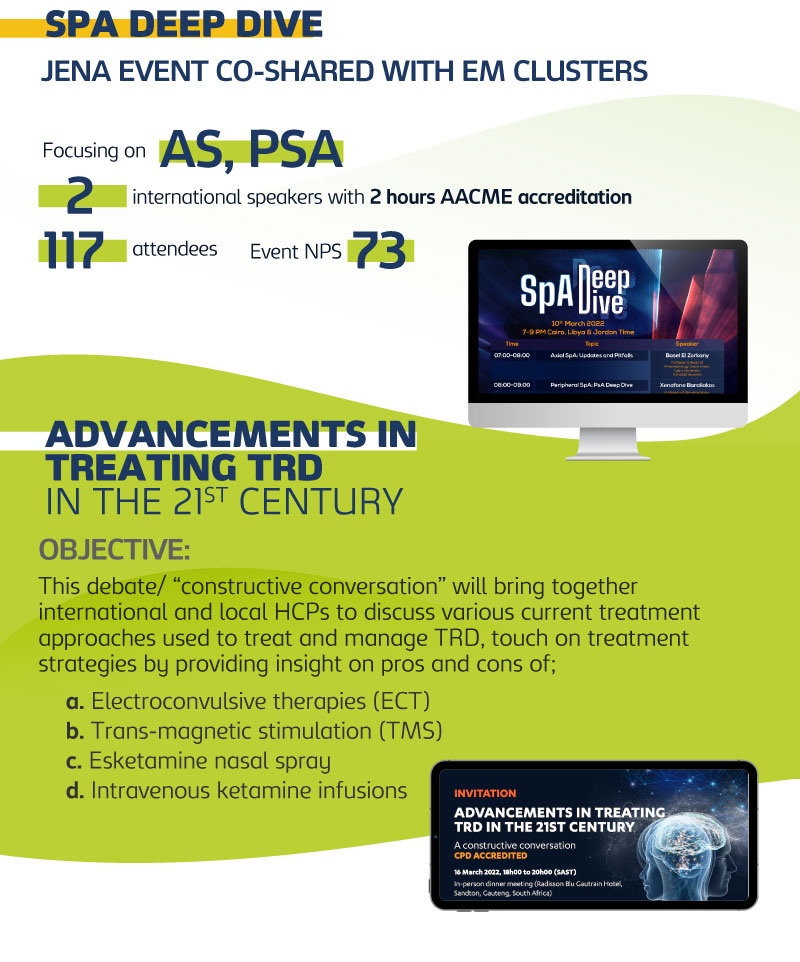 SPA DEEP DIVE
JENA EVENT CO-SHARED WITH EM CLUSTERS
Focusing on AS, PSA
2 international speakers with 2 hours AACME accreditation
117 attendees Event NPS 73
SpA Deep Dive
10th March 2022
7-9 PM Cairo, Libya & Jordan Time
Time Topic Speaker
07:00-08:00 Axial SpA: Updates and Pitfalls Basel El Zorkany
08:00-09:00 Peripheral SpA: PsA Deep Dive Xenofone Baraliakos
ADVANCEMENTS IN
TREATING TRD
IN THE 21ST CENTURY
OBJECTIVE:
This debate/ “constructive conversation” will bring together
international and local HCPs to discuss various current treatment
approaches used to treat and manage TRD, touch on treatment
strategies by providing insight on pros and cons of;
a. Electroconvulsive therapies (ECT)
b. Trans-magnetic stimulation (TMS)
c. Esketamine nasal spray
d. Intravenous ketamine infusions
INVITATION
ADVANCEMENTS IN TREATING
TRD IN THE 21ST CENTURY
A constructive conversation
CPD ACCREDITED
16 March 2022, 18h00 to 20h00 (SAST)
In-person dinner meeting (Radisson Blu Gautrain Hotel,
Sandton, Gauteng, South Africa)